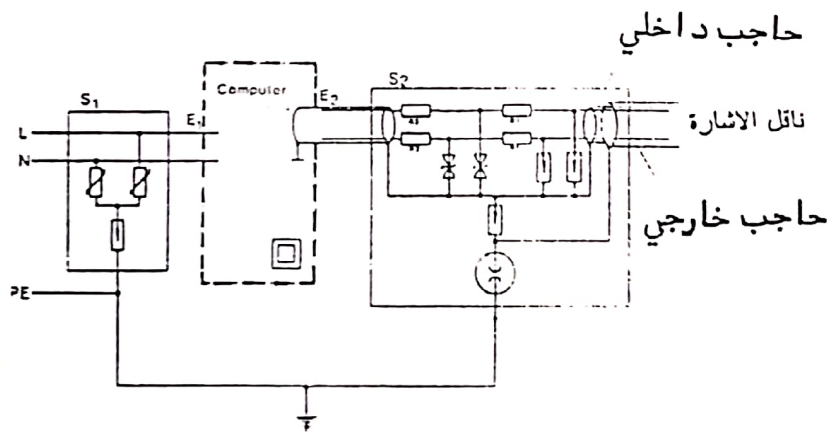 حاجب داخلي
S1
Computer
E1
E2
S2
L
N
ناقل الاشارة
حاجب خارجي
PE